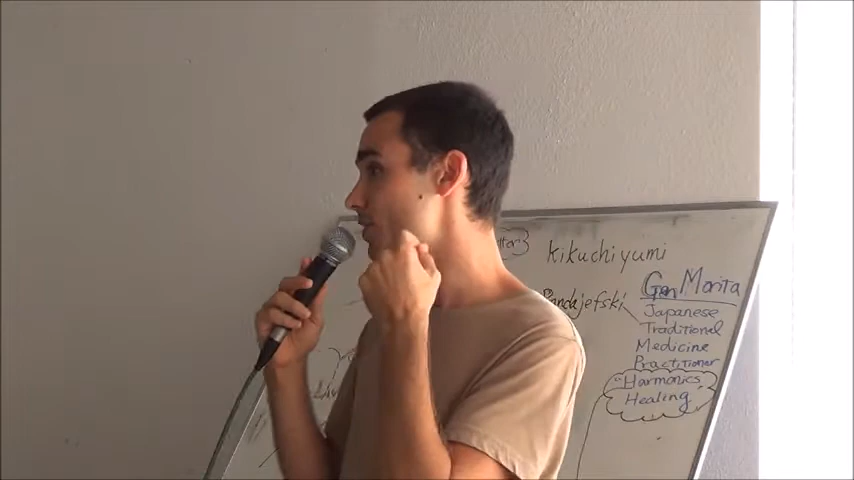 kikuchiyumi
Gen Morita
Pandajefski
Japanese
Traditional
Medicine
Practitioner
"Harmonics
Healing"